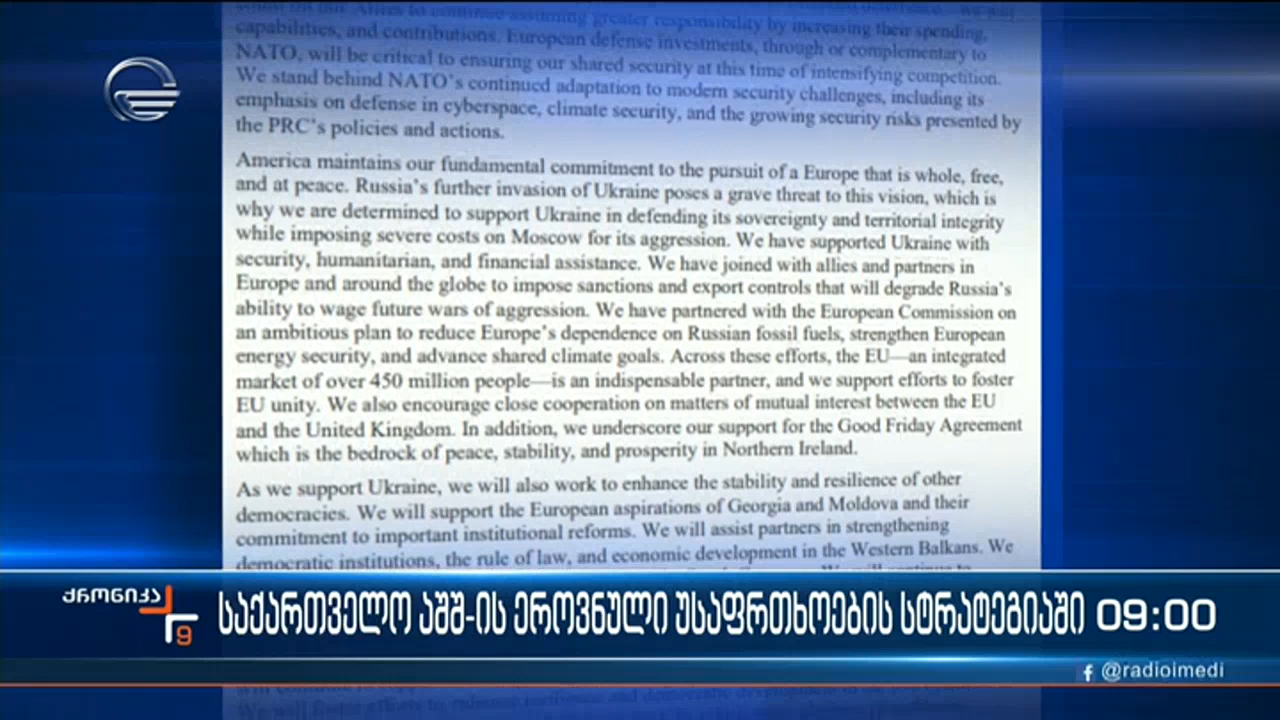 on our Allies to continue assuming greater responsibility by increasing their spending,
capabilities, and contributions. European defense investments, through or complementary to
NATO, will be critical to ensuring our shared security at this time of intensifying competition.
We stand behind NATO's continued adaptation to modern security challenges, including its
emphasis on defense in cyberspace, climate security, and the growing security risks presented by
the PRC's policies and actions.
America maintains our fundamental commitment to the pursuit of a Europe that is whole, free,
and at peace. Russia's further invasion of Ukraine poses a grave threat to this vision, which is
why we are determined to support Ukraine in defending its sovereignty and territorial integrity
while imposing severe costs on Moscow for its aggression. We have supported Ukraine with
security, humanitarian, and financial assistance. We have joined with allies and partners in
Europe and around the globe to impose sanctions and export controls that will degrade Russia's
ability to wage future wars of aggression. We have partnered with the European Commission on
an ambitious plan to reduce Europe's dependence on Russian fossil fuels, strengthen European
energy security, and advance shared climate goals. Across these efforts, the EU—an integrated
market of over 450 million people—is an indispensable partner, and we support efforts to foster
EU unity. We also encourage close cooperation on matters of mutual interest between the EU
and the United Kingdom. In addition, we underscore our support for the Good Friday Agreement
which is the bedrock of peace, stability, and prosperity in Northern Ireland.
As we support Ukraine, we will also work to enhance the stability and resilience of other
democracies. We will support the European aspirations of Georgia and Moldova and their
commitment to important institutional reforms. We will assist partners in strengthening
democratic institutions, the rule of law, and economic development in the Western Balkans. We
ქრონიკა 9
საქართველო აშშ-ის ეროვნული უსაფრთხოების სტრატეგიაში 09:00
@radioimedi